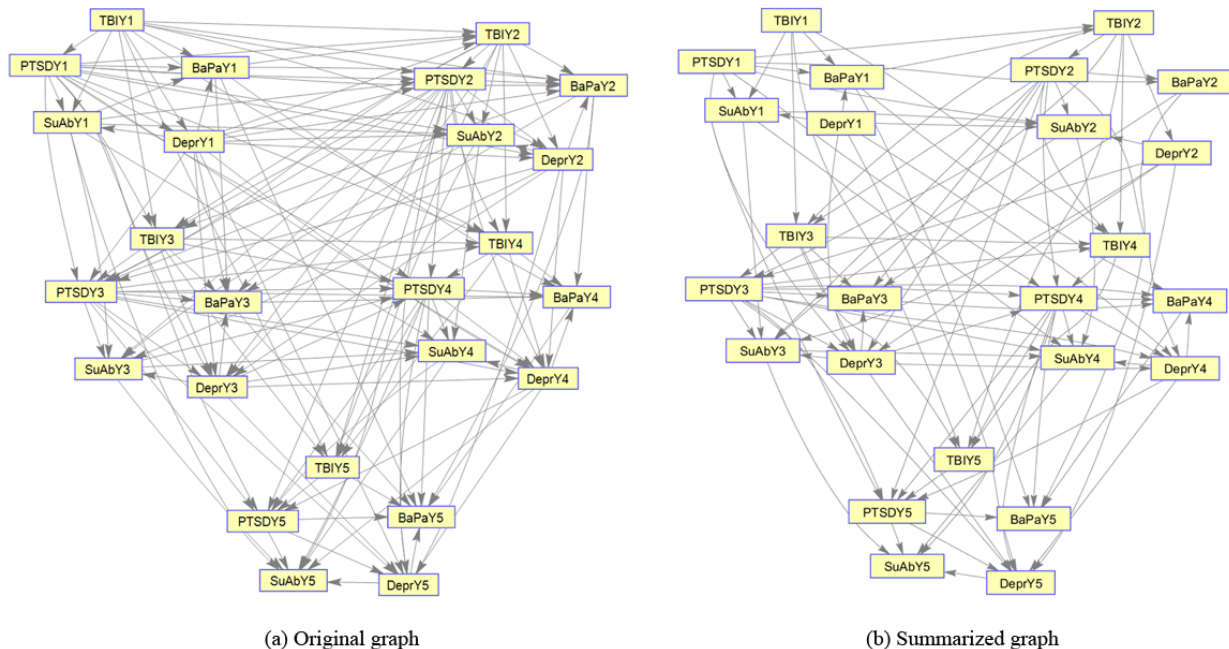 TBIY1
TBIY2
PTSDY1
BaPaY1
PTSDY2
BaPaY2
SuAbY1
DeprY1
SuAbY2
DeprY2
TBIY3
TBIY4
PTSDY3
BaPaY3
PTSDY4
BaPaY4
SuAbY3
DeprY3
SuAbY4
DeprY4
TBIY5
PTSDY5
BaPaY5
SuAbY5
DeprY5
(a) Original graph
TBIY1
TBIY2
PTSDY1
BaPaY1
PTSDY2
BaPaY2
SuAbY1
DeprY1
SuAbY2
DeprY2
TBIY3
TBIY4
PTSDY3
BaPaY3
PTSDY4
BaPaY4
SuAbY3
DeprY3
SuAbY4
DeprY4
TBIY5
PTSDY5
BaPaY5
SuAbY5
DeprY5
(b) Summarized graph